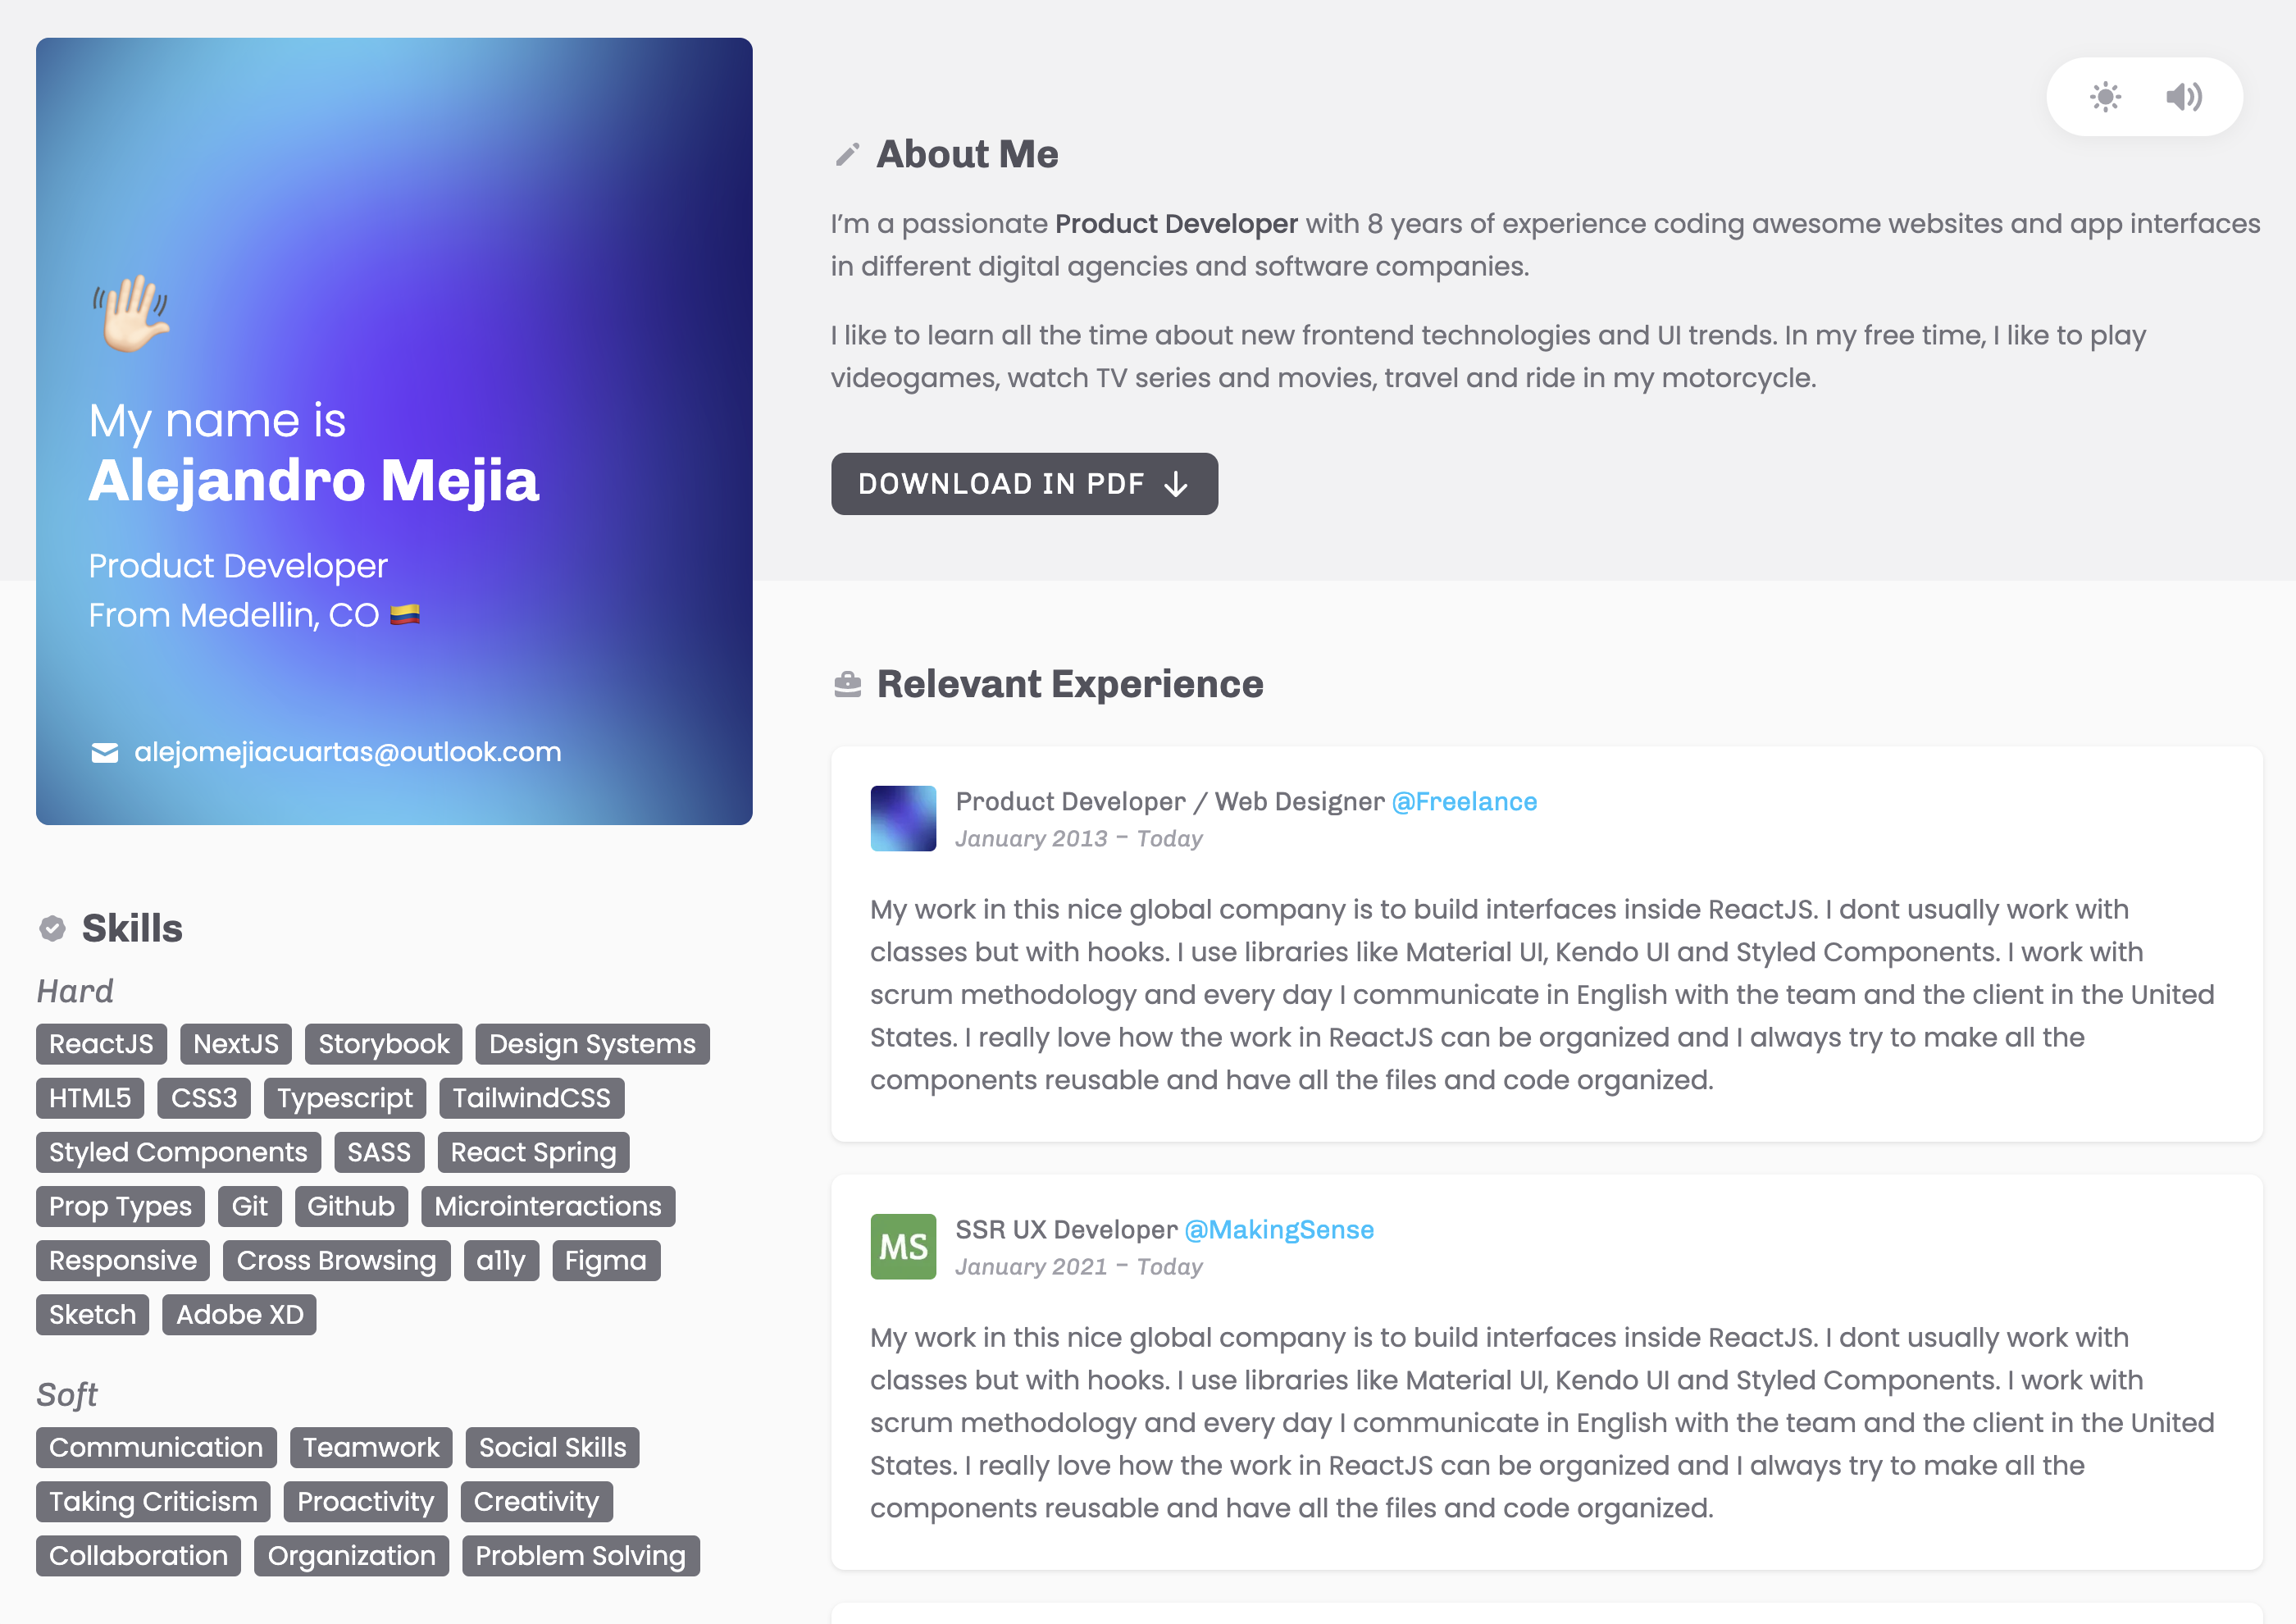 My name is
Alejandro Mejia
Product Developer
From Medellin, CO 🇨🇴
alejomejiacuartas@outlook.com
Skills
Hard
ReactJS NextJS Storybook Design Systems
HTML5 CSS3 Typescript TailwindCSS
Styled Components SASS React Spring
Prop Types Git Github Microinteractions
Responsive Cross Browsing a11y Figma
Sketch Adobe XD
Soft
Communication Teamwork Social Skills
Taking Criticism Proactivity Creativity
Collaboration Organization Problem Solving
About Me
I’m a passionate Product Developer with 8 years of experience coding awesome websites and app interfaces
in different digital agencies and software companies.
I like to learn all the time about new frontend technologies and UI trends. In my free time, I like to play
videogames, watch TV series and movies, travel and ride in my motorcycle.
DOWNLOAD IN PDF
Relevant Experience
Product Developer / Web Designer @Freelance
January 2013 – Today
My work in this nice global company is to build interfaces inside ReactJS. I dont usually work with
classes but with hooks. I use libraries like Material UI, Kendo UI and Styled Components. I work with
scrum methodology and every day I communicate in English with the team and the client in the United
States. I really love how the work in ReactJS can be organized and I always try to make all the
components reusable and have all the files and code organized.
MS
SSR UX Developer @MakingSense
January 2021 – Today
My work in this nice global company is to build interfaces inside ReactJS. I dont usually work with
classes but with hooks. I use libraries like Material UI, Kendo UI and Styled Components. I work with
scrum methodology and every day I communicate in English with the team and the client in the United
States. I really love how the work in ReactJS can be organized and I always try to make all the
components reusable and have all the files and code organized.